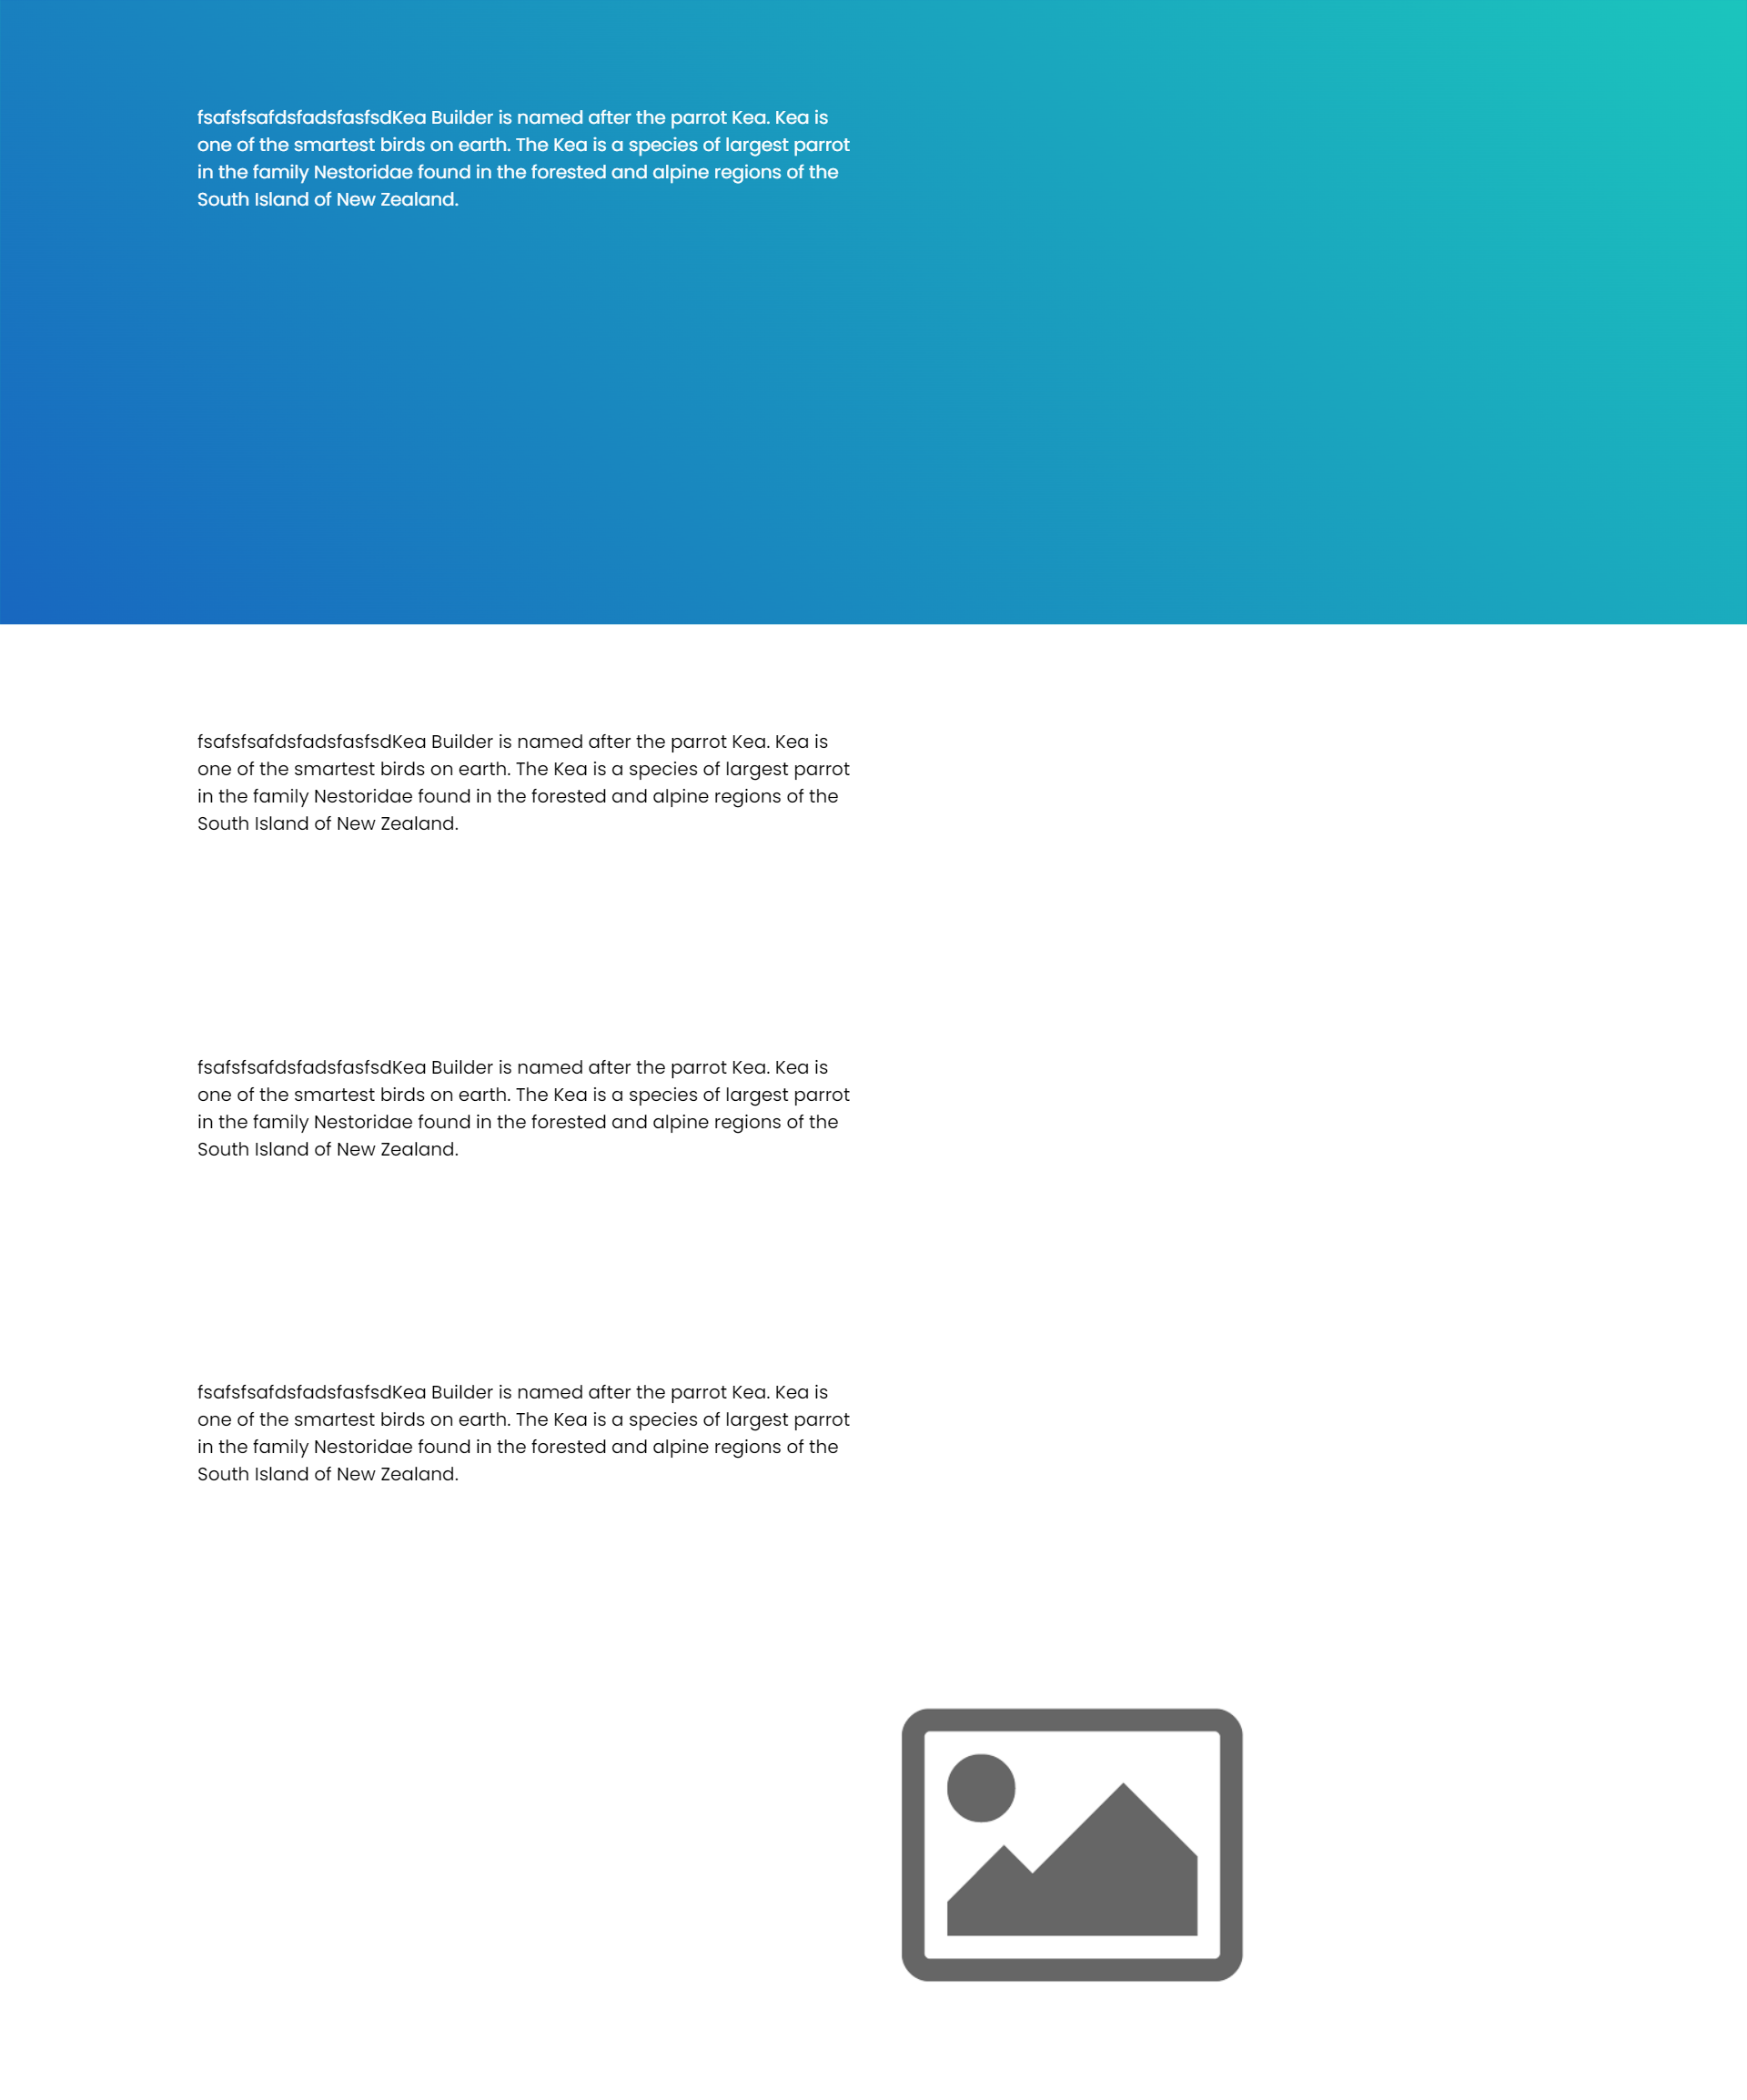 fsafsfsafdsfadsfasfsdKea Builder is named after the parrot Kea. Kea is
one of the smartest birds on earth. The Kea is a species of largest parrot
in the family Nestoridae found in the forested and alpine regions of the
South Island of New Zealand.
fsafsfsafdsfadsfasfsdKea Builder is named after the parrot Kea. Kea is
one of the smartest birds on earth. The Kea is a species of largest parrot
in the family Nestoridae found in the forested and alpine regions of the
South Island of New Zealand.
fsafsfsafdsfadsfasfsdKea Builder is named after the parrot Kea. Kea is
one of the smartest birds on earth. The Kea is a species of largest parrot
in the family Nestoridae found in the forested and alpine regions of the
South Island of New Zealand.
fsafsfsafdsfadsfasfsdKea Builder is named after the parrot Kea. Kea is
one of the smartest birds on earth. The Kea is a species of largest parrot
in the family Nestoridae found in the forested and alpine regions of the
South Island of New Zealand.